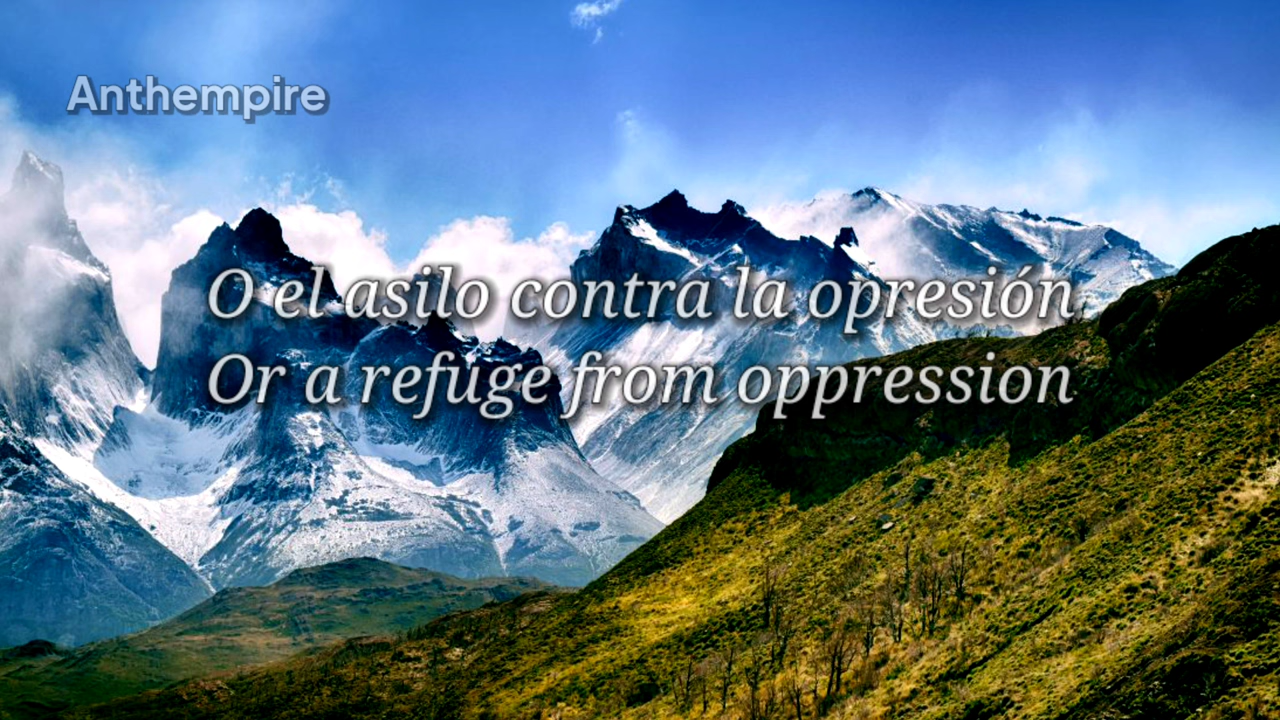 Anthempire
O el asilo contra la opresión
Or a refuge from oppression